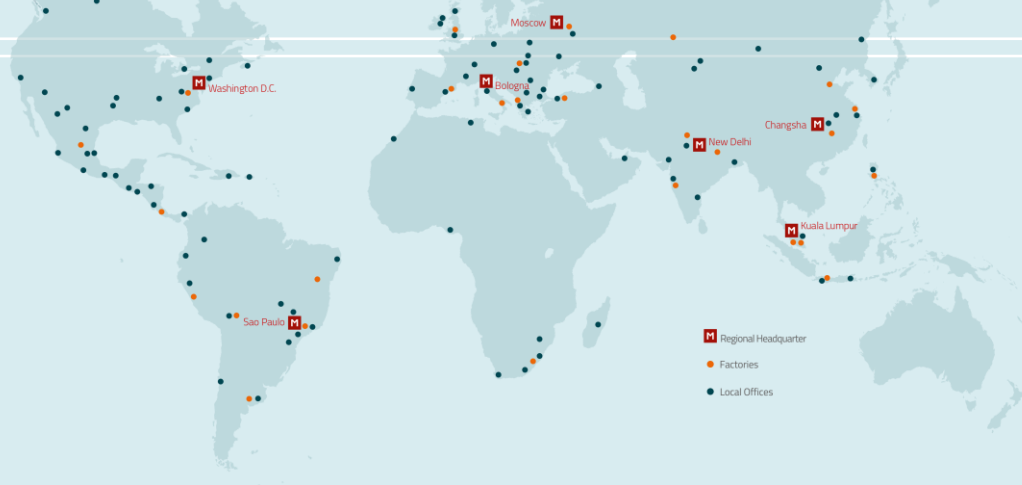 Moscow M
M
Washington D.C.
M
Bologna
Changsha M
M New Delhi
M Kuala Lumpur
Sao Paulo M
M Regional Headquarter
Factories
Local Offices